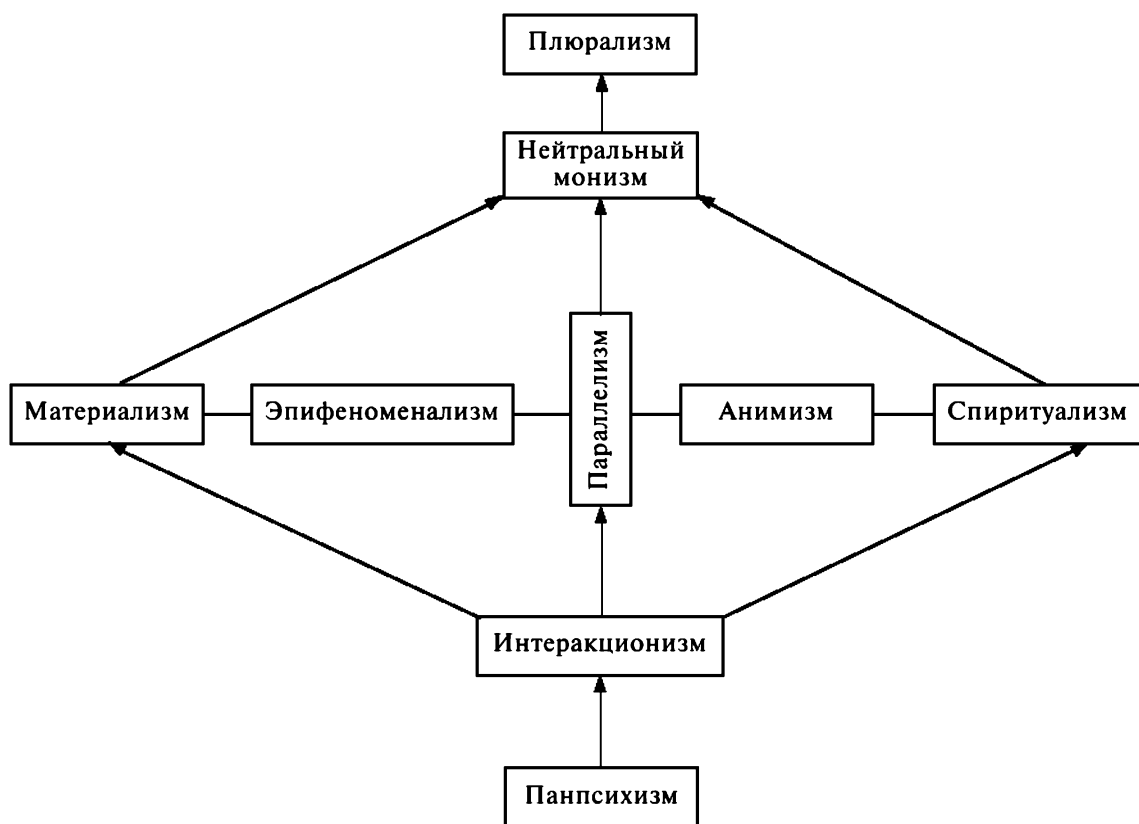 Плюрализм
Нейтральный
монизм
Материализм
Эпифеноменализм
Параллелизм
Анимизм
Спиритуализм
Интеракционизм
Панпсихизм